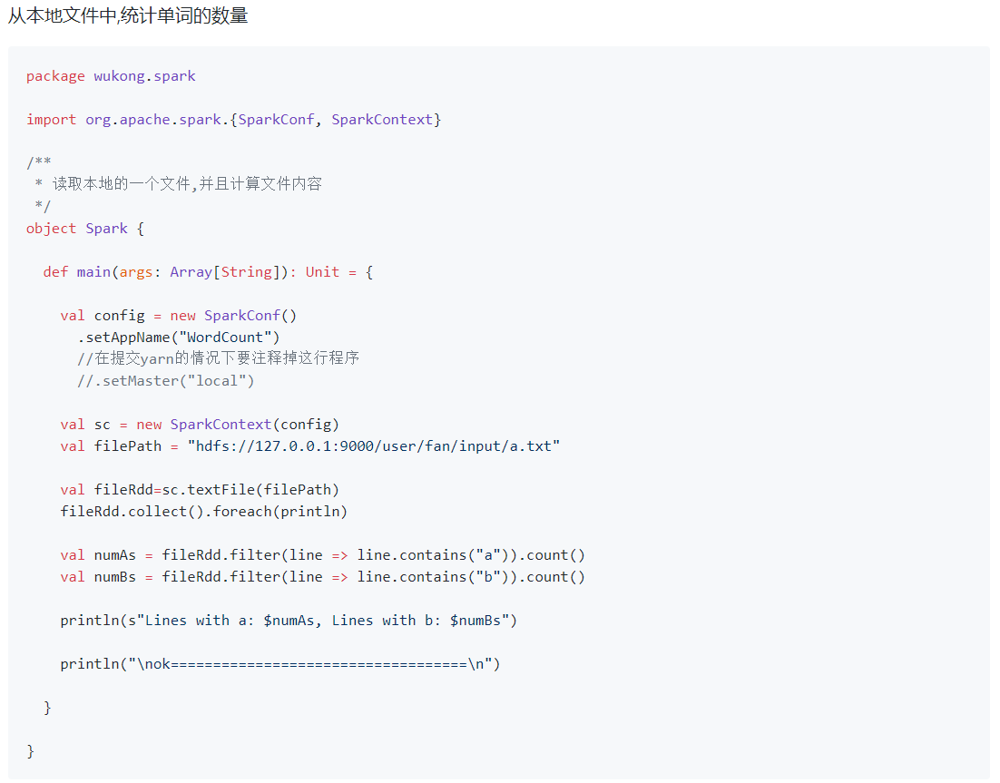 从本地文件中,统计单词的数量
package wukong.spark
import org.apache.spark.{SparkConf, SparkContext}
/**
 * 读取本地的一个文件,并且计算文件内容
 */
object Spark {
  def main(args: Array[String]): Unit = {
    val config = new SparkConf()
      .setAppName("WordCount")
      //在提交yarn的情况下要注释掉这行程序
      //.setMaster("local")
    val sc = new SparkContext(config)
    val filePath = "hdfs://127.0.0.1:9000/user/fan/input/a.txt"
    val fileRdd=sc.textFile(filePath)
    fileRdd.collect().foreach(println)
    val numAs = fileRdd.filter(line => line.contains("a")).count()
    val numBs = fileRdd.filter(line => line.contains("b")).count()
    println(s"Lines with a: $numAs, Lines with b: $numBs")
    println("\nok===================================\n")
  }
}